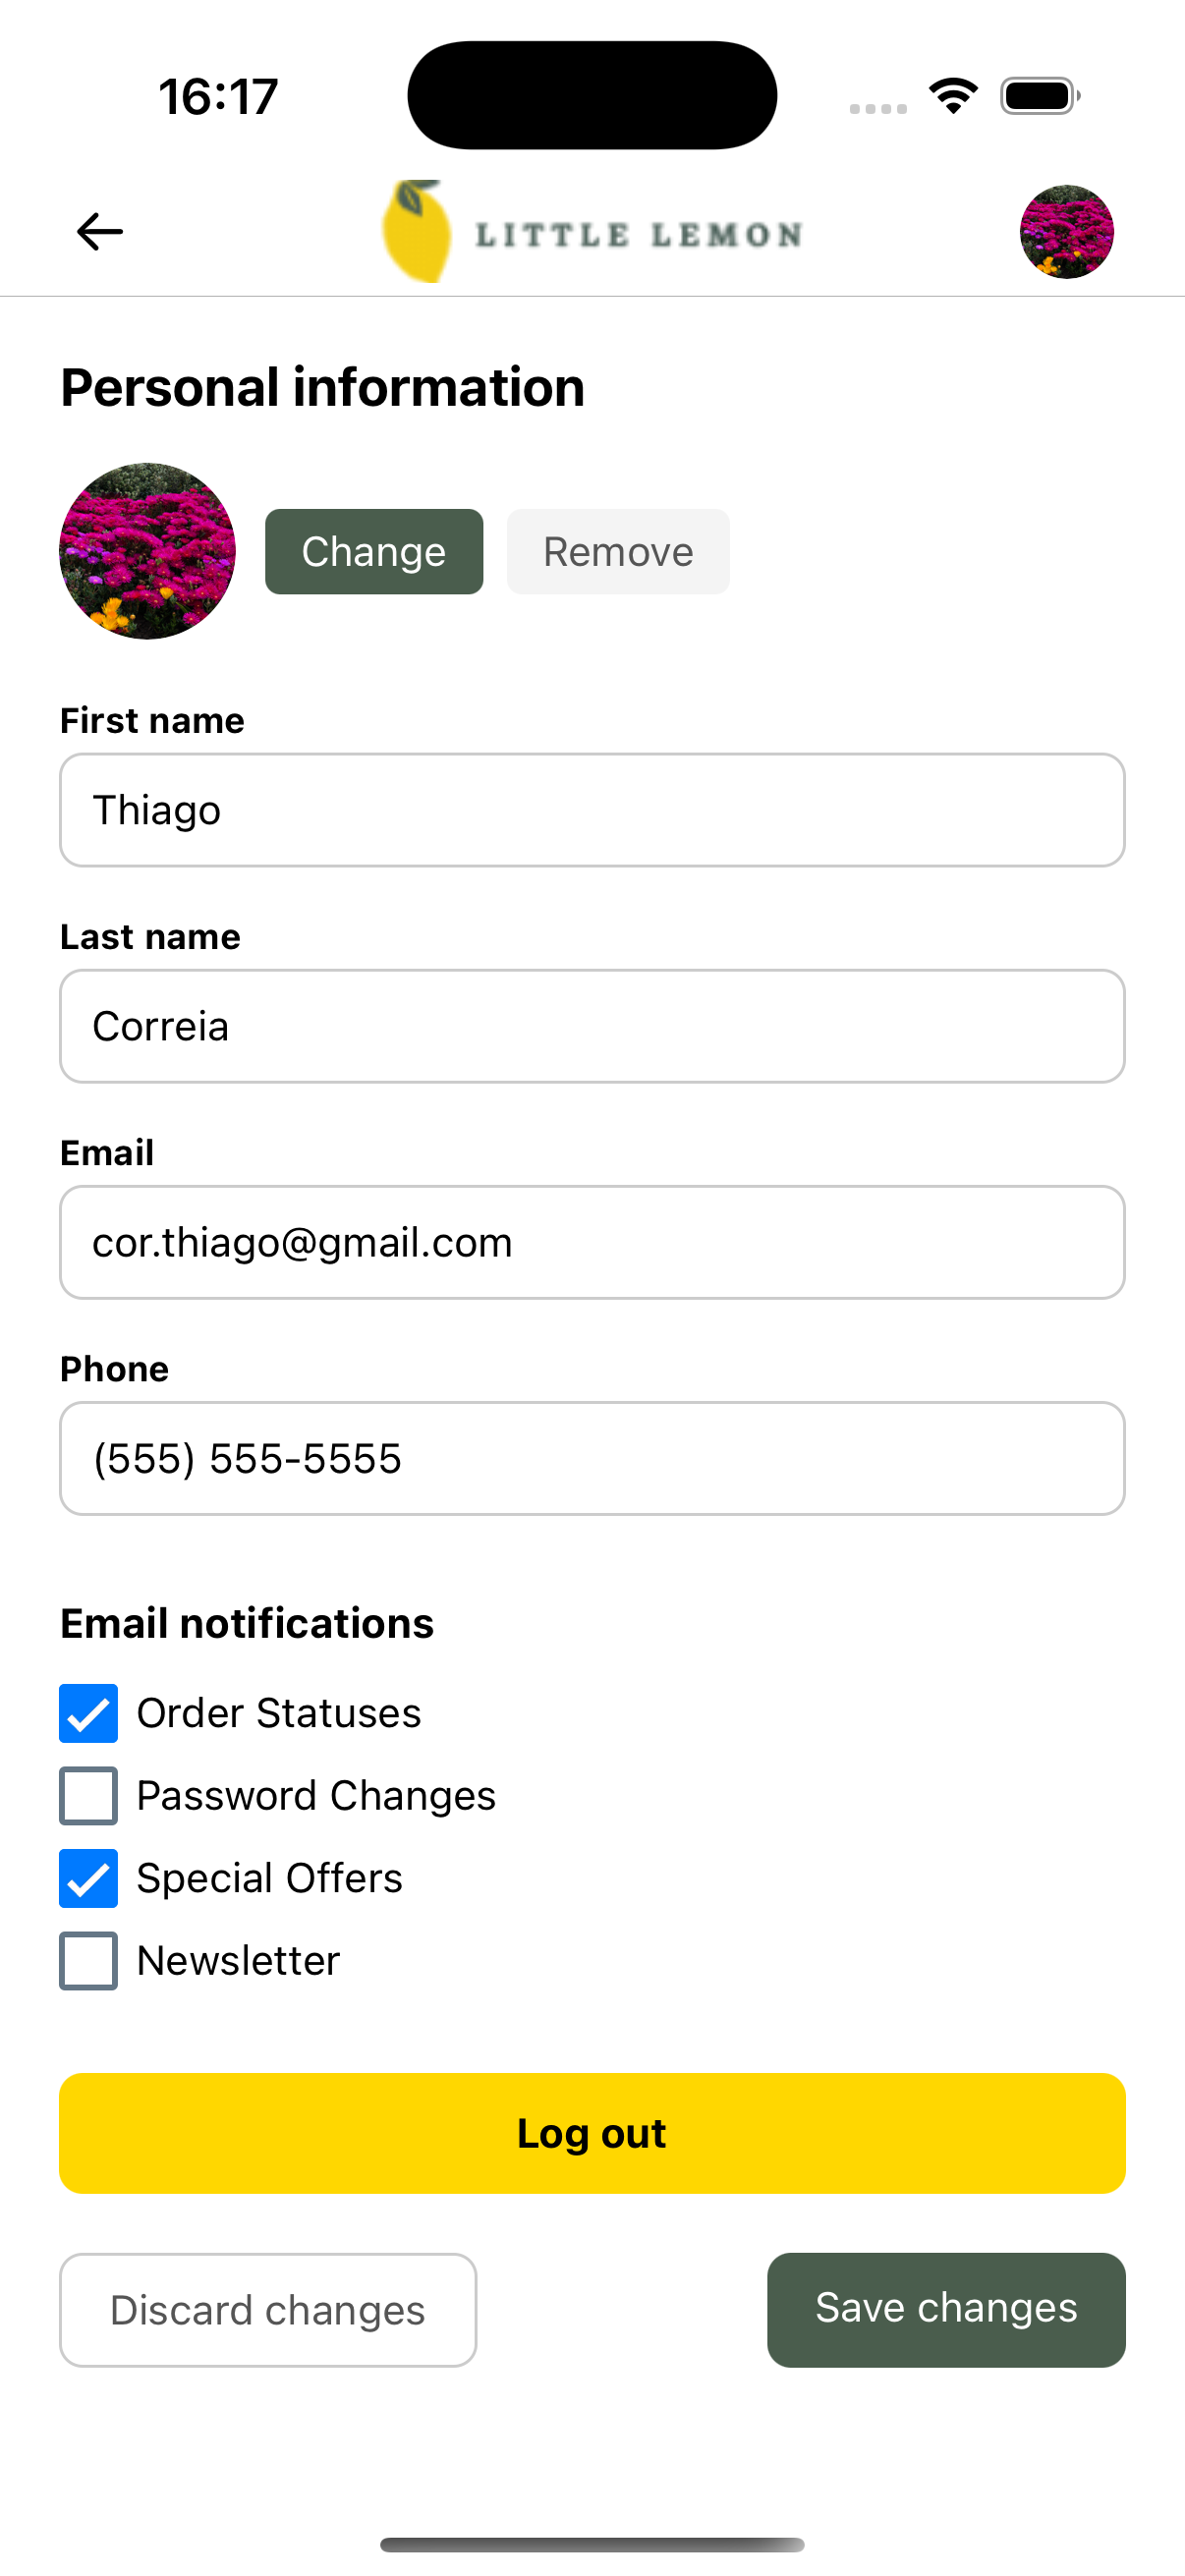 16:17
LITTLE LEMON
Personal information
Change Remove
First name
Thiago
Last name
Correia
Email
cor.thiago@gmail.com
Phone
(555) 555-5555
Email notifications
Order Statuses
Password Changes
Special Offers
Newsletter
Log out
Discard changes Save changes